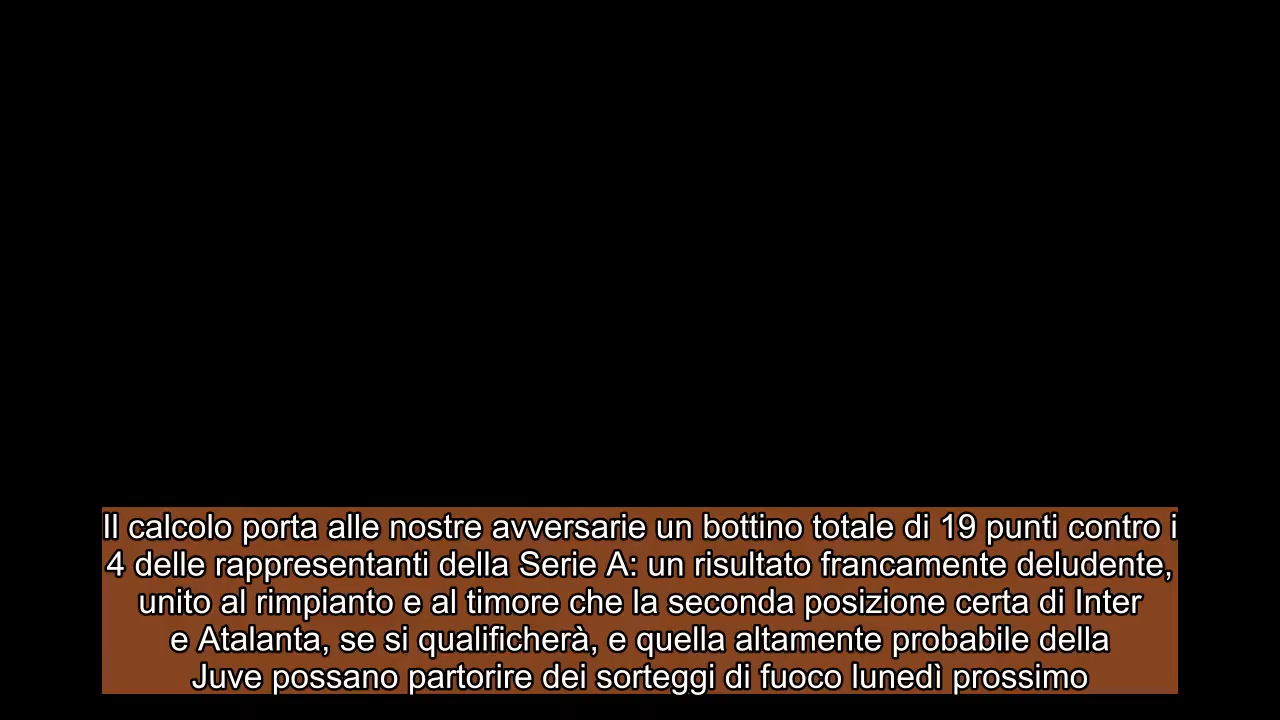 Il calcolo porta alle nostre avversarie un bottino totale di 19 punti contro i
4 delle rappresentanti della Serie A: un risultato francamente deludente,
unito al rimpianto e al timore che la seconda posizione certa di Inter
e Atalanta, se si qualificherà, e quella altamente probabile della
Juve possano partorire dei sorteggi di fuoco lunedì prossimo